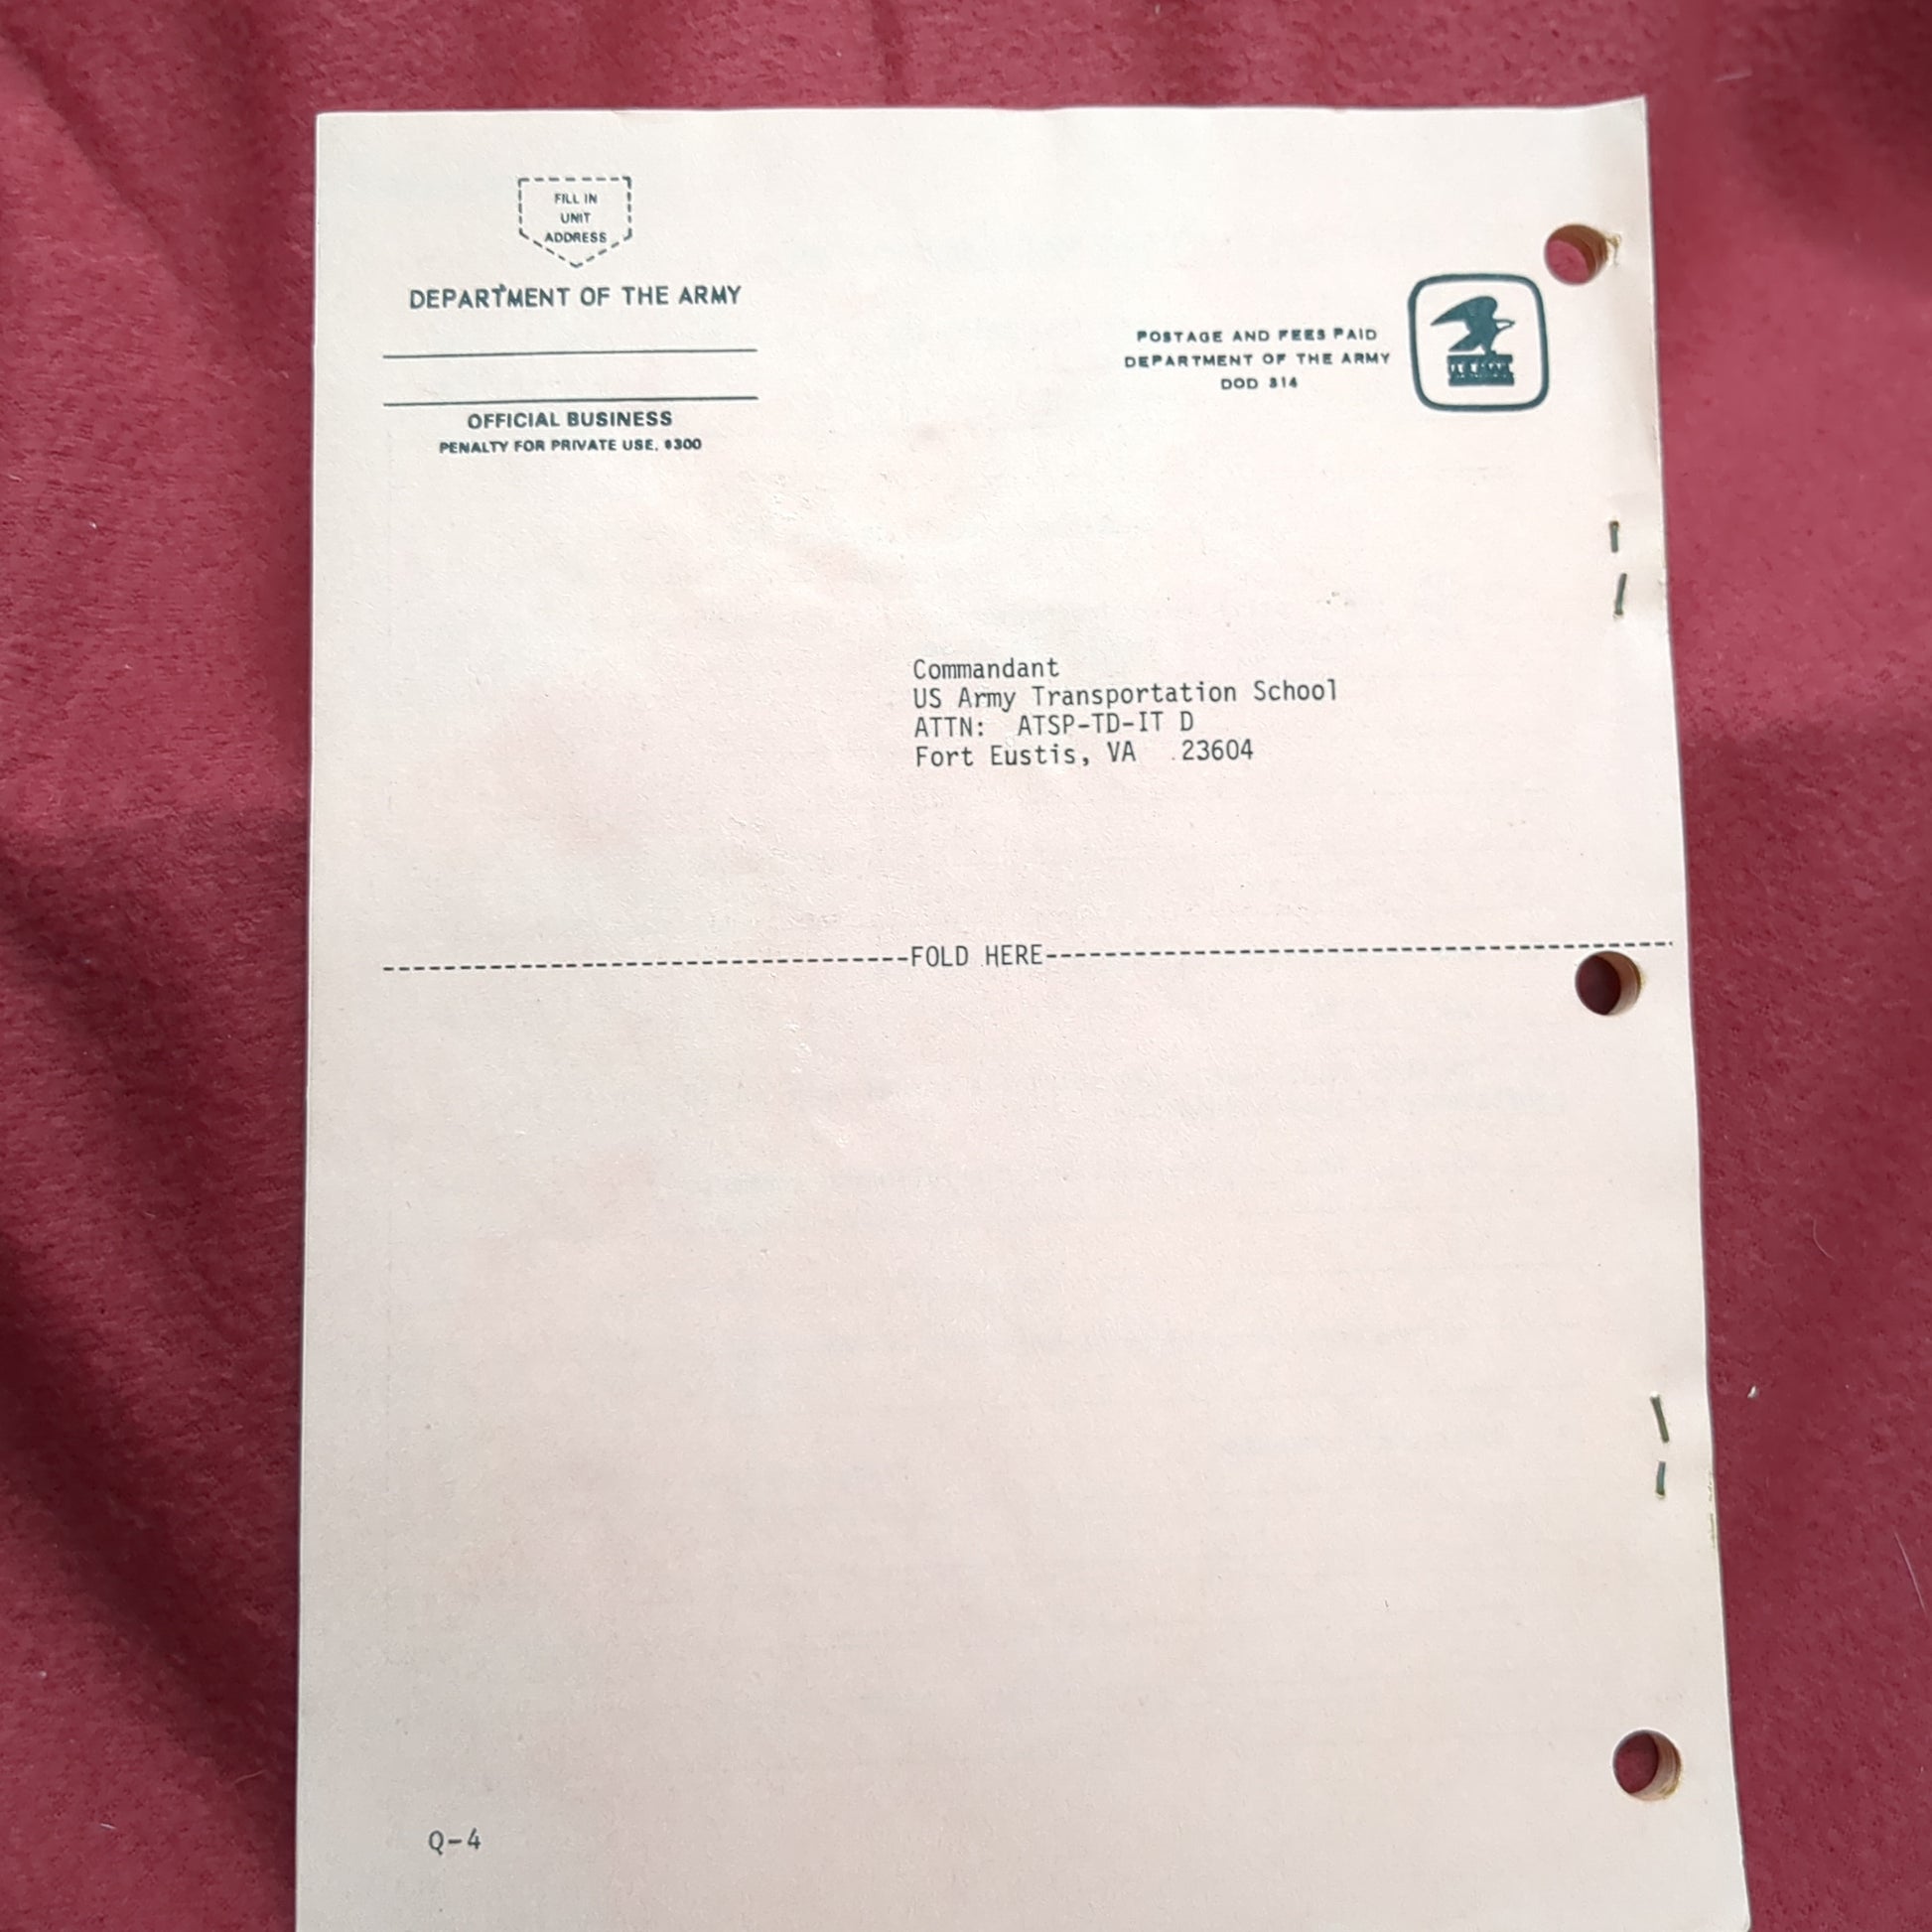 FILL IN
UNIT
ADDRESS
DEPARTMENT OF THE ARMY
OFFICIAL BUSINESS
PENALTY FOR PRIVATE USE, $300
POSTAGE AND FEES PAID
DEPARTMENT OF THE ARMY
DOD 314
Commandant
US Army Transportation School
ATTN: ATSP-TD-IT D
Fort Eustis, VA 23604
--------------------------------FOLD HERE--------------------------------
Q-4